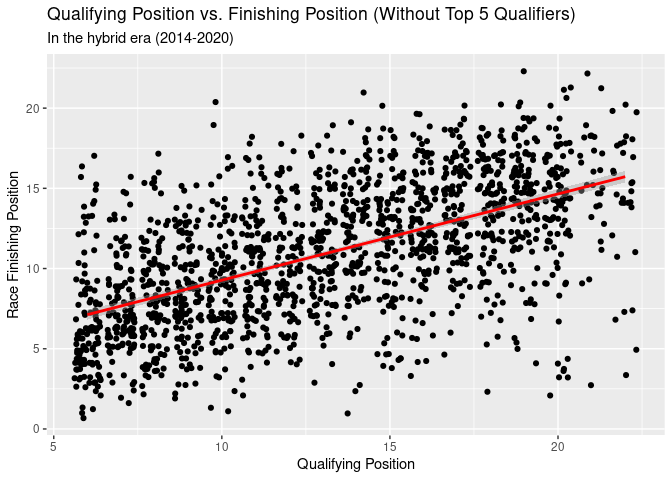 Qualifying Position vs. Finishing Position (Without Top 5 Qualifiers)
In the hybrid era (2014-2020)
20
15
10
5
0
Race Finishing Position
5 10 15 20
Qualifying Position